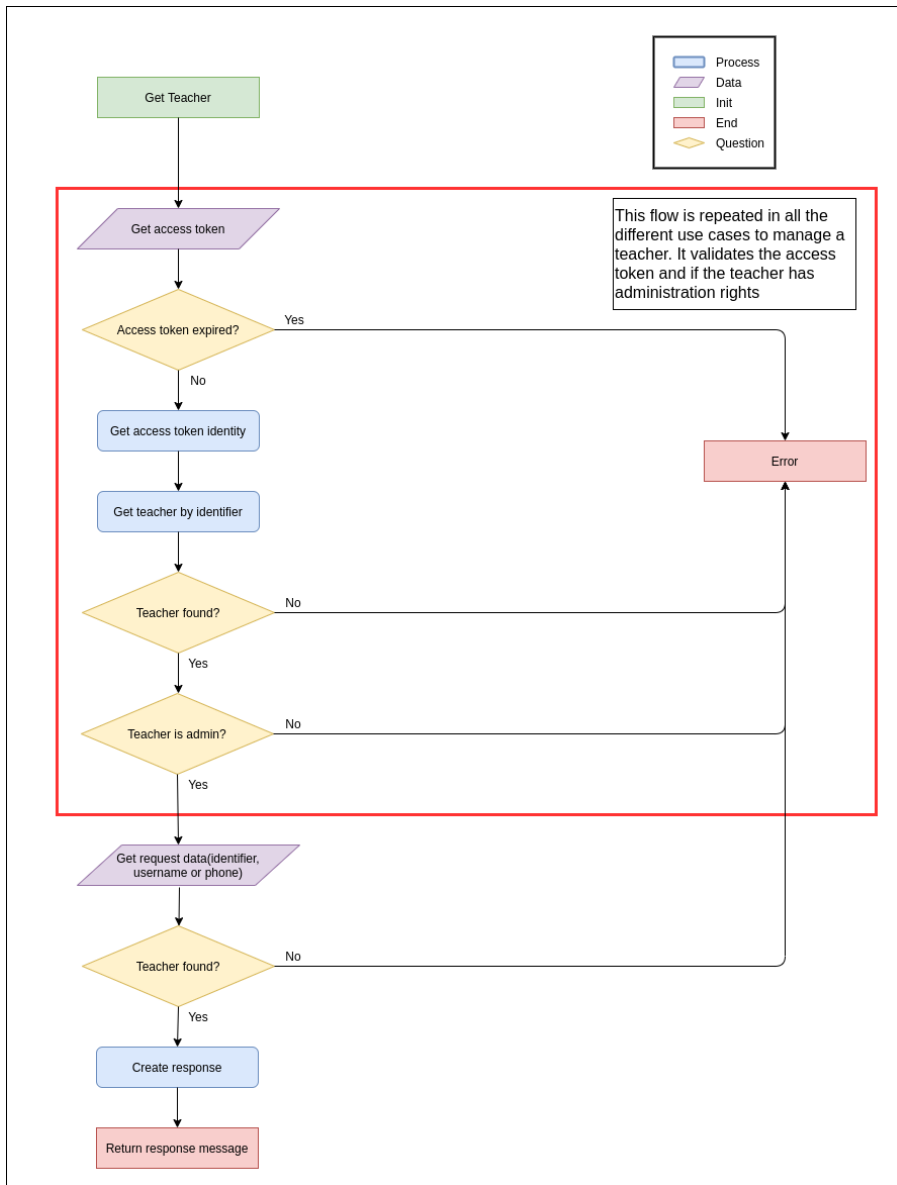 Process
Data
Init
End
Question
Get Teacher
Get access token
This flow is repeated in all the
different use cases to manage a
teacher. It validates the access
token and if the teacher has
administration rights
Access token expired?
Yes
No
Get access token identity
Error
Get teacher by identifier
Teacher found?
No
Yes
Teacher is admin?
No
Yes
Get request data(identifier,
username or phone)
Teacher found?
No
Yes
Create response
Return response message